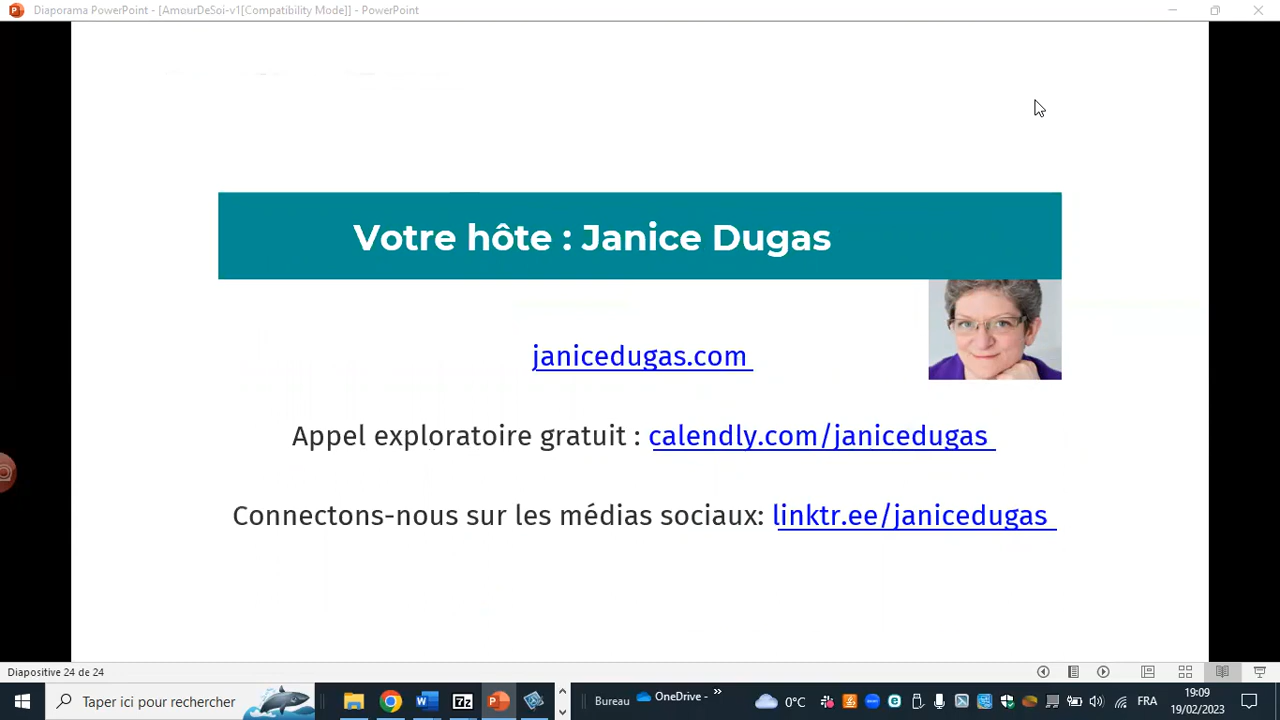 Diaporama PowerPoint - [AmourDeSoi-v1[Compatibility Mode]] - PowerPoint
Votre hôte : Janice Dugas
janicedugas.com
Appel exploratoire gratuit : calendly.com/janicedugas
Connectons-nous sur les médias sociaux: linktr.ee/janicedugas
Diapositive 24 de 24
Taper ici pour rechercher
Bureau
OneDrive -
0°C
FRA
19:09
19/02/2023